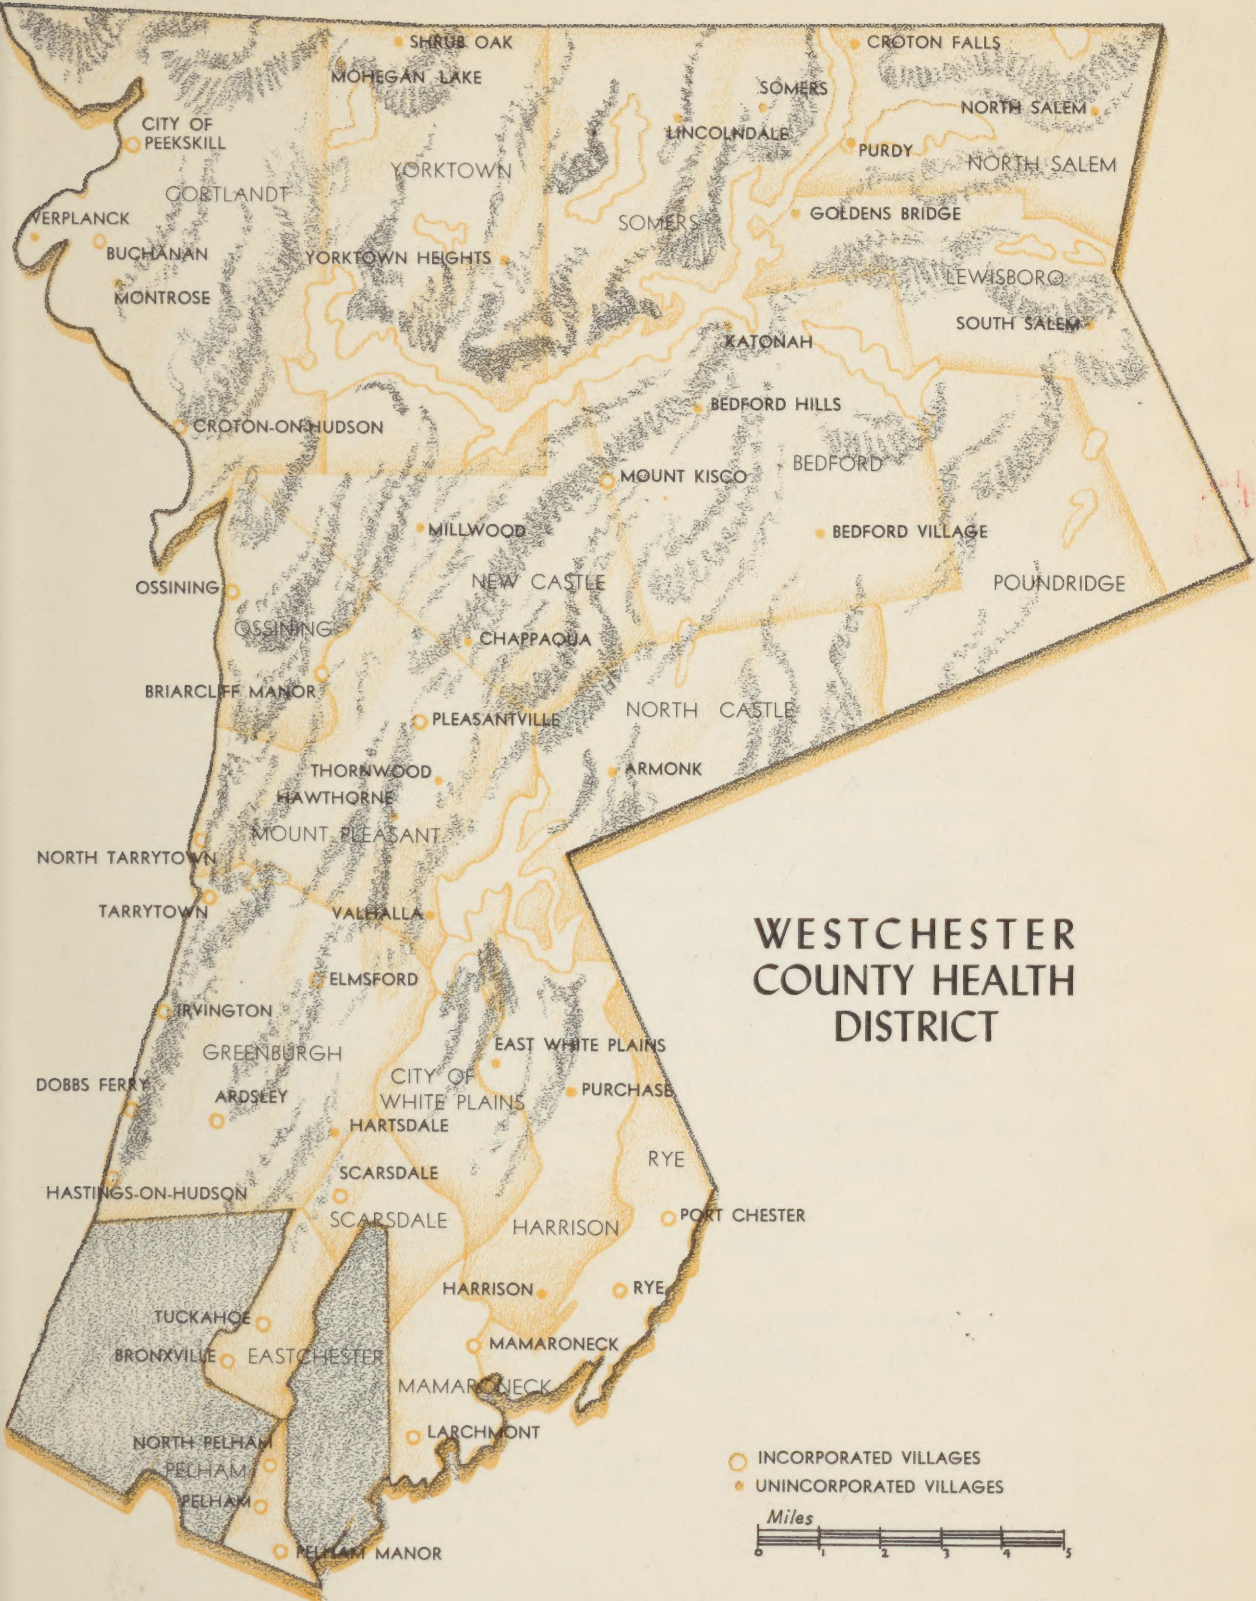 SHRUB OAK
CROTON FALLS
MOHEGAN LAKE
SOMERS
NORTH SALEM
CITY OF
PEEKSKILL
LINCOLNDALE
PURDY
NORTH SALEM
YORKTOWN
CORTLANDT
VERPLANCK
SOMERS
GOLDENS BRIDGE
BUCHANAN
YORKTOWN HEIGHTS
LEWISBORO
MONTROSE
SOUTH SALEM
KATONAH
BEDFORD HILLS
CROTON-ON-HUDSON
BEDFORD
MOUNT KISCO
MILLWOOD
BEDFORD VILLAGE
OSSINING
NEW CASTLE
POUNDRIDGE
OSSINING
CHAPPAQUA
BRIARCLIFF MANOR
NORTH CASTLE
PLEASANTVILLE
THORNWOOD
ARMONK
HAWTHORNE
MOUNT PLEASANT
NORTH TARRYTOWN
TARRYTOWN
VALHALLA
WESTCHESTER
COUNTY HEALTH
DISTRICT
ELMSFORD
IRVINGTON
GREENBURGH
EAST WHITE PLAINS
CITY OF
WHITE PLAINS
DOBBS FERRY
ARDSLEY
PURCHASE
HARTSDALE
RYE
SCARSDALE
HASTINGS-ON-HUDSON
SCARSDALE
HARRISON
PORT CHESTER
HARRISON
RYE
TUCKAHOE
MAMARONECK
BRONXVILLE
EASTCHESTER
MAMARONECK
LARCHMONT
NORTH PELHAM
PELHAM
PELHAM
PELHAM MANOR
INCORPORATED VILLAGES
UNINCORPORATED VILLAGES
Miles
0 1 2 3 4 5